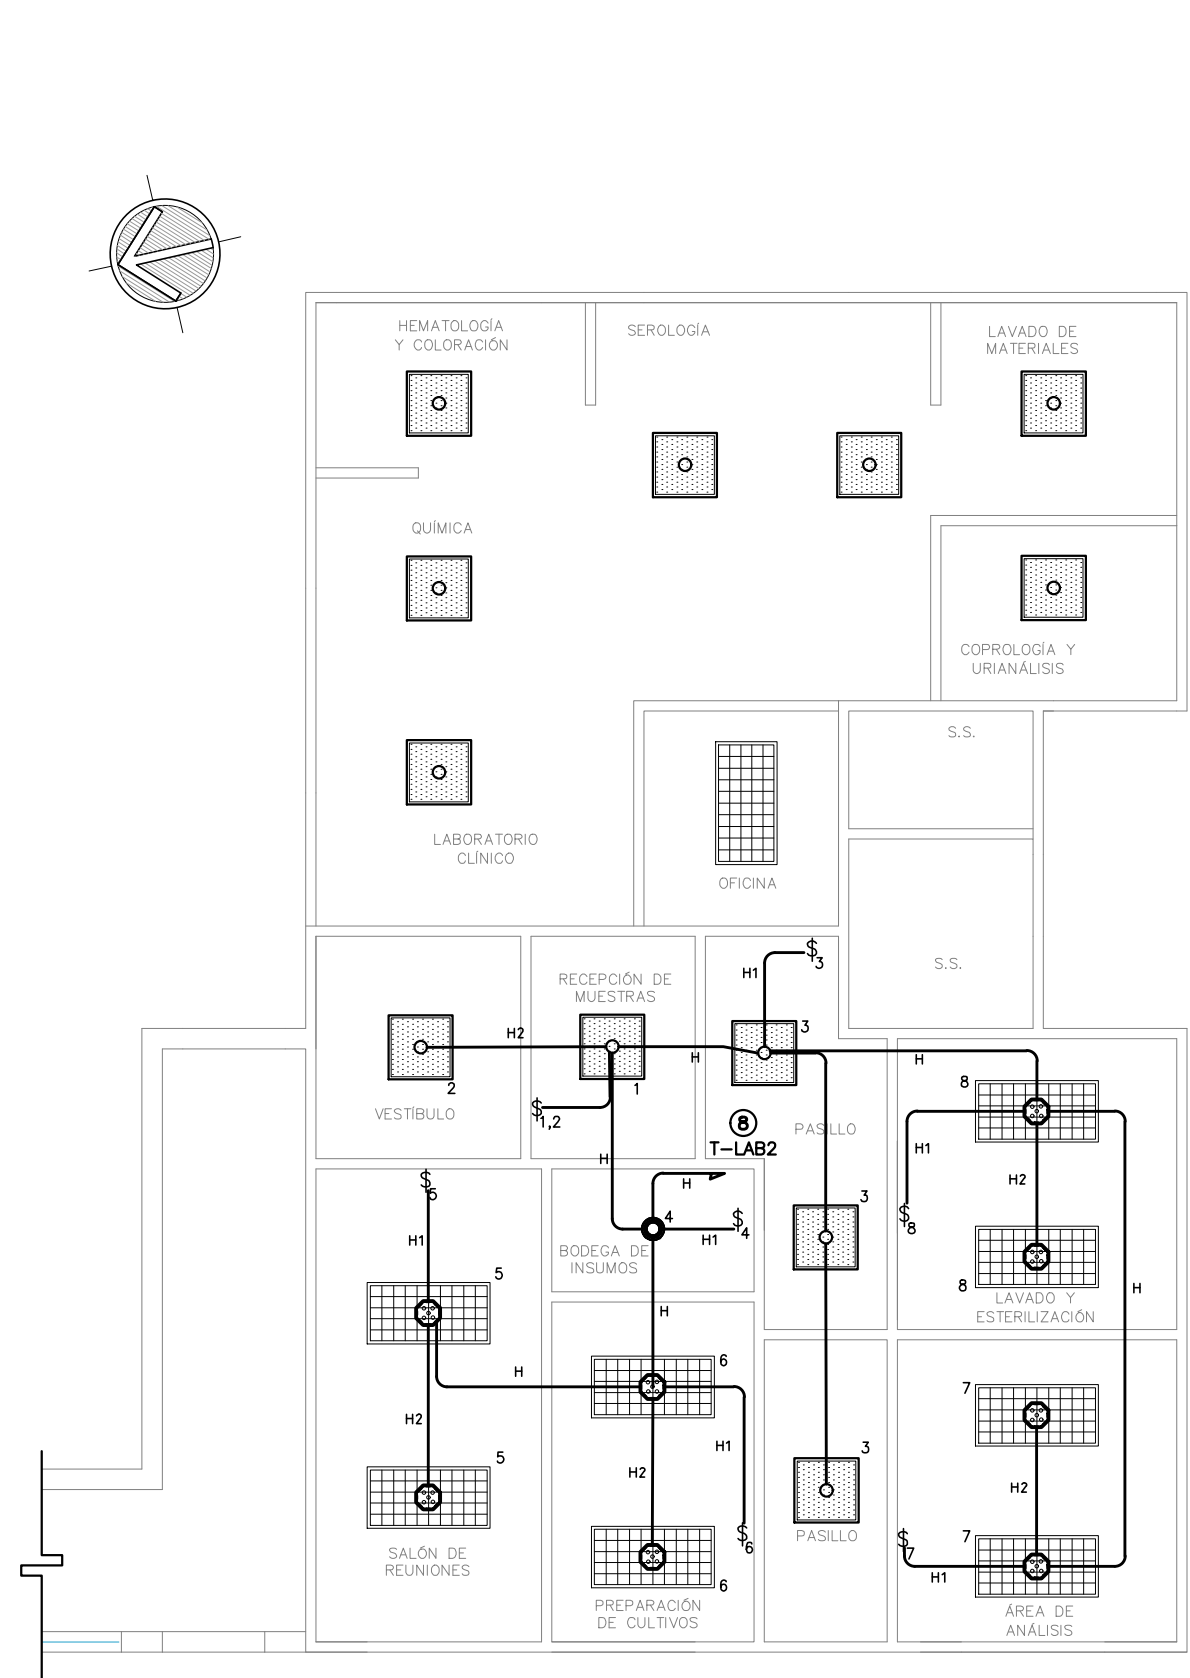 HEMATOLOGÍA
Y COLORACIÓN
SEROLOGÍA
LAVADO DE
MATERIALES
QUÍMICA
COPROLOGÍA Y
URIANÁLISIS
S.S.
LABORATORIO
CLÍNICO
OFICINA
S.S.
RECEPCIÓN DE
MUESTRAS
H1
$3
3
H2
H
H
2
1
8
VESTÍBULO
$1,2
8
T-LAB2
PASILLO
H1
H
H
H2
$5
3
4
$4
$8
H1
H1
BODEGA DE
INSUMOS
5
8
H
LAVADO Y
ESTERILIZACIÓN
H
6
H
7
H2
H1
5
3
H2
H2
$6
$7
7
PASILLO
SALÓN DE
REUNIONES
H1
6
PREPARACIÓN
DE CULTIVOS
ÁREA DE
ANÁLISIS